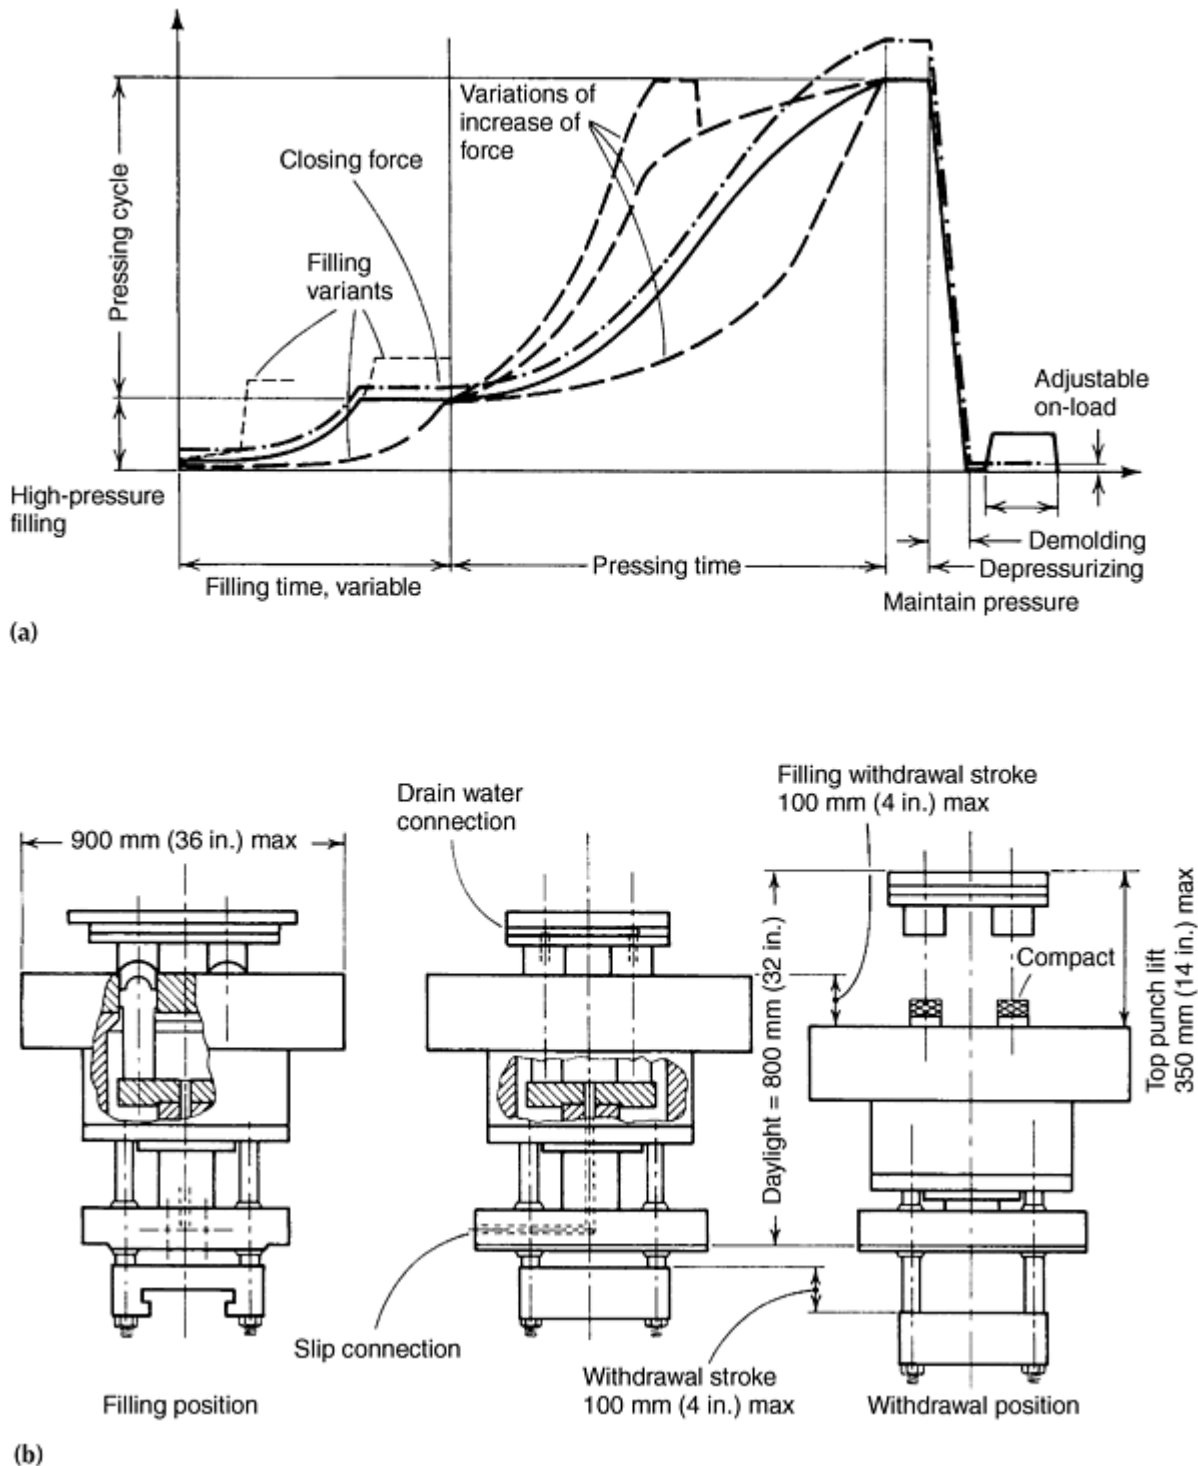 (a)
Pressing cycle
Variations of
increase of
force
Closing force
Filling
variants
Adjustable
on-load
High-pressure
filling
Demolding
Filling time, variable
Pressing time
Depressurizing
Maintain pressure
Filling withdrawal stroke
100 mm (4 in.) max
Drain water
connection
900 mm (36 in.) max
Daylight = 800 mm (32 in.)
Compact
Top punch lift
350 mm (14 in.) max
Slip connection
Withdrawal stroke
100 mm (4 in.) max
Filling position
Withdrawal position
(b)